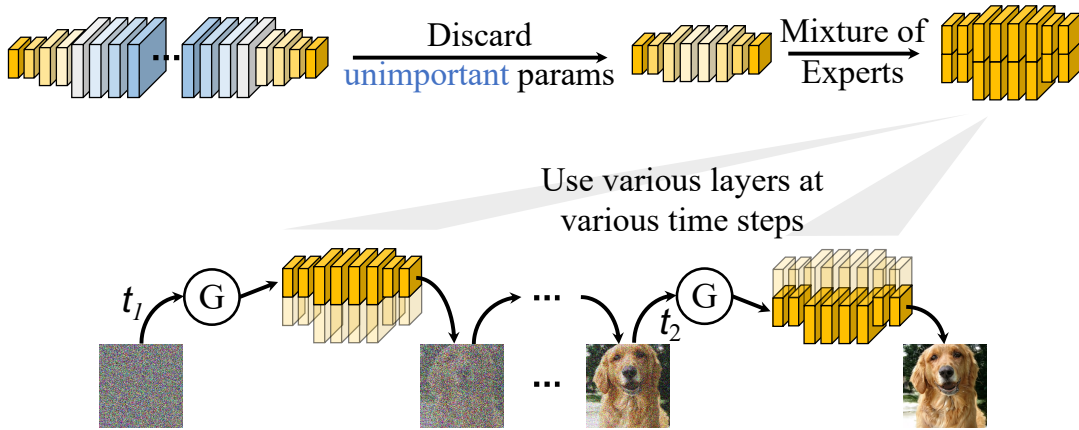 Discard
unimportant params
Mixture of
Experts
Use various layers at
various time steps
t1
G
...
t2
G
...
...